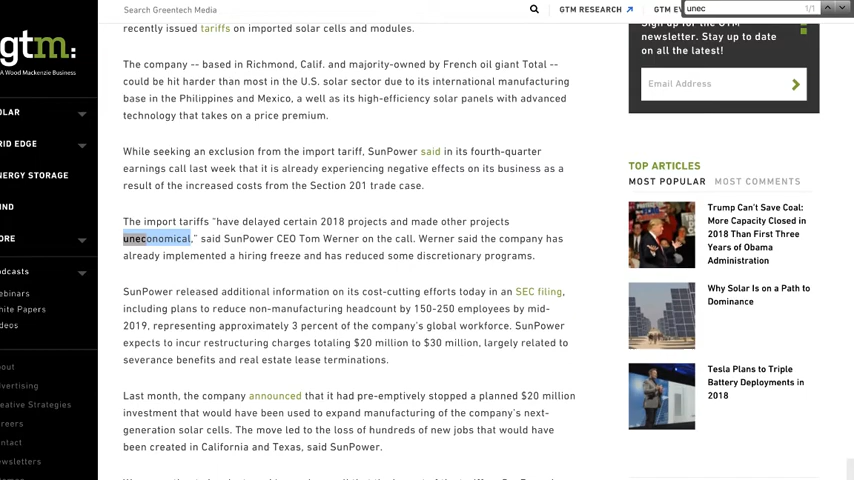 Search Greentech Media
GTM RESEARCH
GTM EV
unec
1/1
gtm:
A Wood Mackenzie Business
OLAR
RID EDGE
NERGY STORAGE
IND
ORE
odcasts
ebinars
hite Papers
deos
out
vertising
eative Strategies
reers
ntact
wsletters
recently issued tariffs on imported solar cells and modules.
The company -- based in Richmond, Calif. and majority-owned by French oil giant Total --
could be hit harder than most in the U.S. solar sector due to its international manufacturing
base in the Philippines and Mexico, a well as its high-efficiency solar panels with advanced
technology that takes on a price premium.
While seeking an exclusion from the import tariff, SunPower said in its fourth-quarter
earnings call last week that it is already experiencing negative effects on its business as a
result of the increased costs from the Section 201 trade case.
The import tariffs "have delayed certain 2018 projects and made other projects
uneconomical," said SunPower CEO Tom Werner on the call. Werner said the company has
already implemented a hiring freeze and has reduced some discretionary programs.
SunPower released additional information on its cost-cutting efforts today in an SEC filing,
including plans to reduce non-manufacturing headcount by 150-250 employees by mid-
2019, representing approximately 3 percent of the company's global workforce. SunPower
expects to incur restructuring charges totaling $20 million to $30 million, largely related to
severance benefits and real estate lease terminations.
Last month, the company announced that it had pre-emptively stopped a planned $20 million
investment that would have been used to expand manufacturing of the company's next-
generation solar cells. The move led to the loss of hundreds of new jobs that would have
been created in California and Texas, said SunPower.
Sign up for the GTM
newsletter. Stay up to date
on all the latest!
Email Address
TOP ARTICLES
MOST POPULAR MOST COMMENTS
Trump Can't Save Coal:
More Capacity Closed in
2018 Than First Three
Years of Obama
Administration
Why Solar Is on a Path to
Dominance
Tesla Plans to Triple
Battery Deployments in
2018